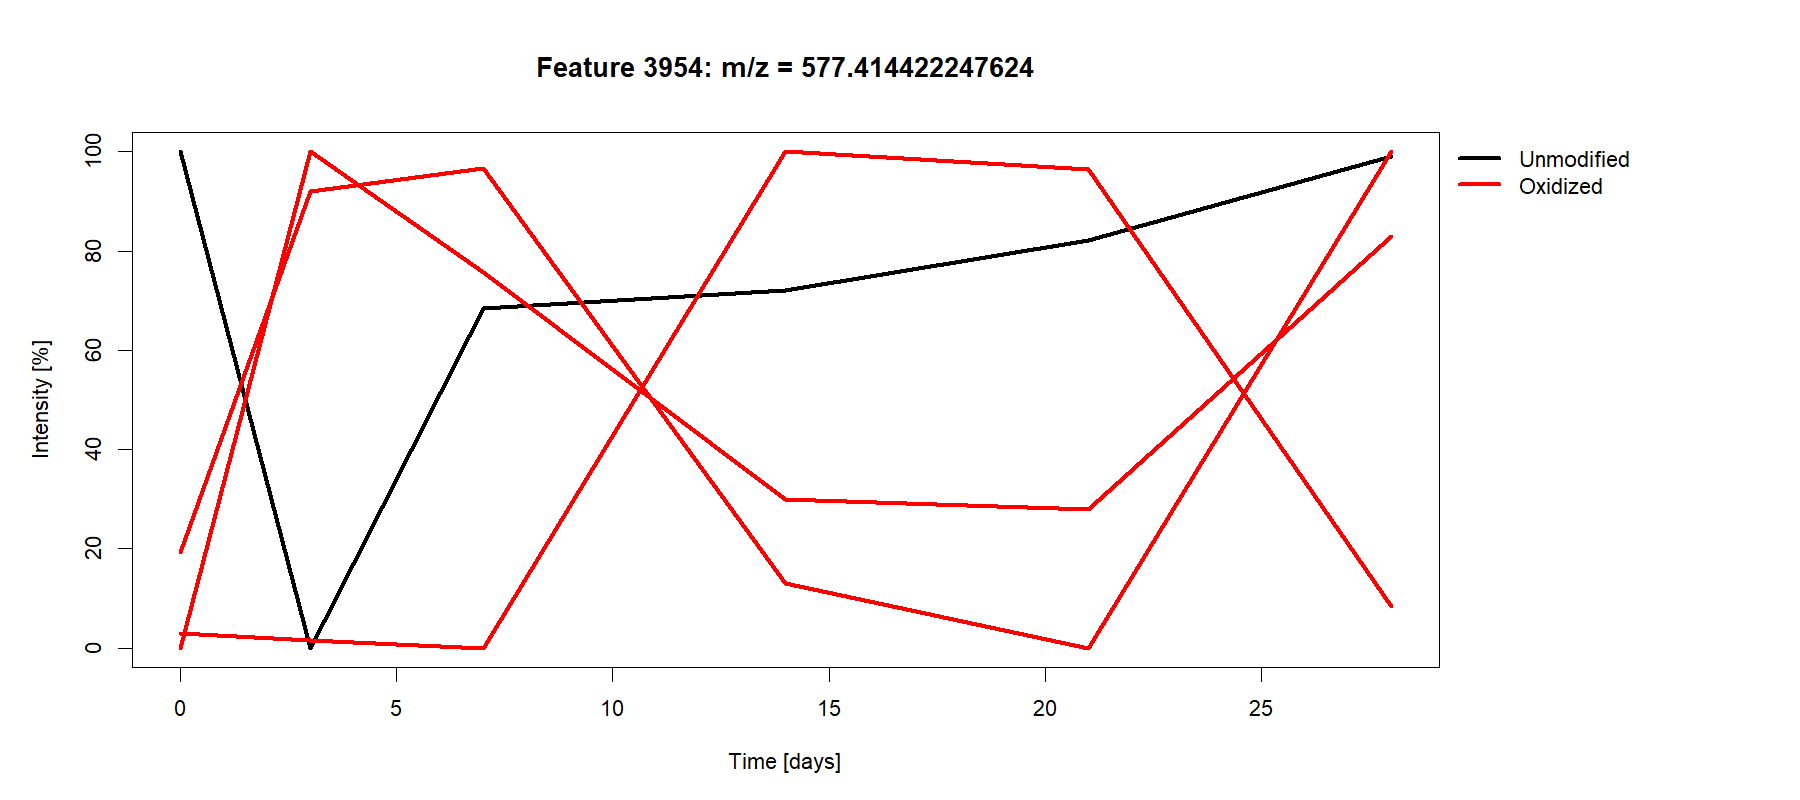 Feature 3954: m/z = 577.414422247624
Unmodified
Oxidized
100
80
60
40
20
0
Intensity [%]
0 5 10 15 20 25
Time [days]